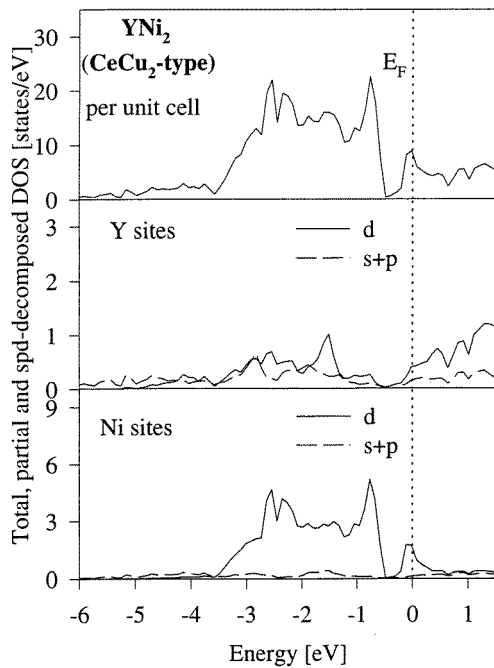 Total, partial and spd-decomposed DOS [states/eV]
30
20
10
0
YNi₂
(CeCu₂-type)
per unit cell
E_F
3
2
1
0
Y sites
d
s+p
9
6
3
0
Ni sites
d
s+p
-6 -5 -4 -3 -2 -1 0 1
Energy [eV]